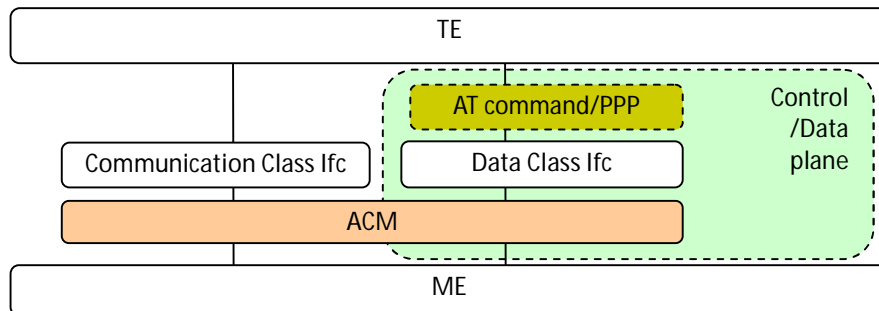 TE
AT command/PPP
Control
/Data
plane
Communication Class Ifc
Data Class Ifc
ACM
ME